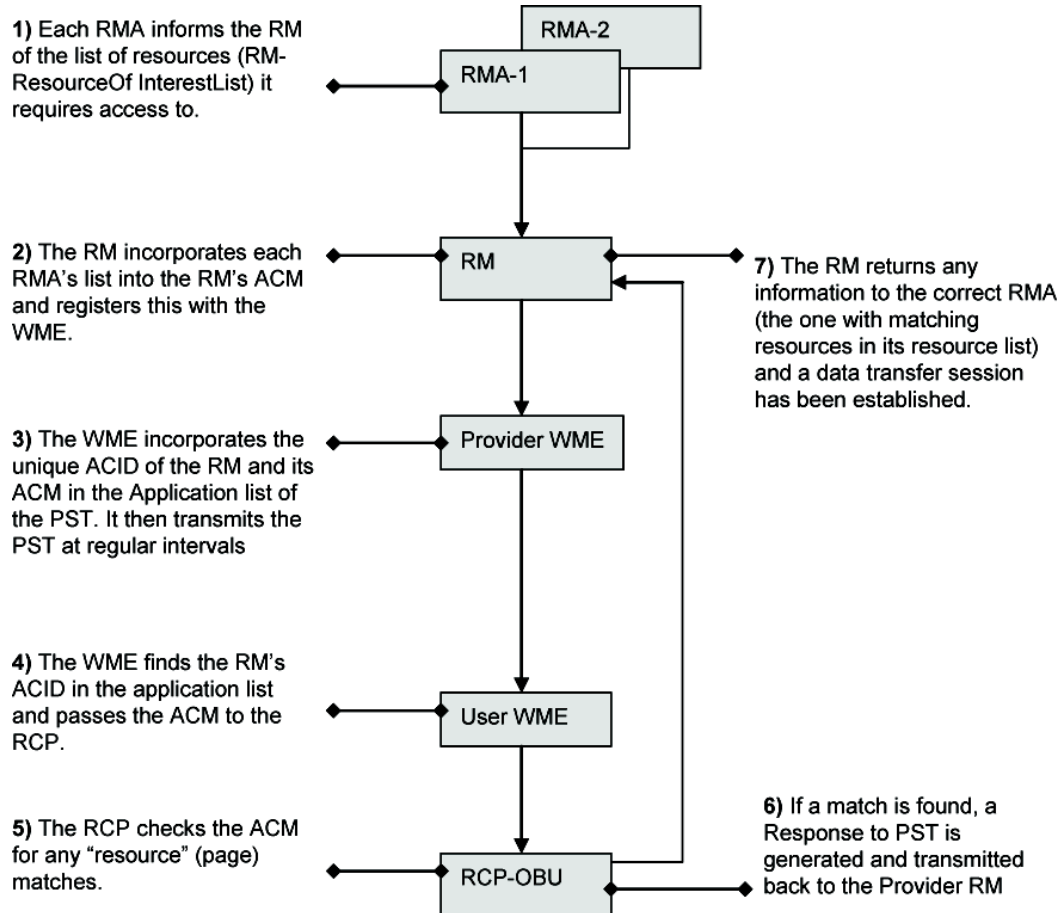 1) Each RMA informs the RM
of the list of resources (RM-
ResourceOf InterestList) it
requires access to.
RMA-2
RMA-1
2) The RM incorporates each
RMA's list into the RM's ACM
and registers this with the
WME.
RM
7) The RM returns any
information to the correct RMA
(the one with matching
resources in its resource list)
and a data transfer session
has been established.
3) The WME incorporates the
unique ACID of the RM and its
ACM in the Application list of
the PST. It then transmits the
PST at regular intervals
Provider WME
4) The WME finds the RM's
ACID in the application list
and passes the ACM to the
RCP.
User WME
5) The RCP checks the ACM
for any “resource” (page)
matches.
RCP-OBU
6) If a match is found, a
Response to PST is
generated and transmitted
back to the Provider RM